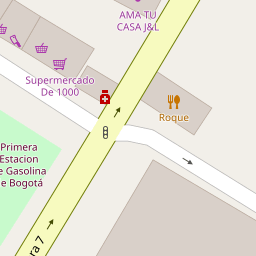 AMA TU
CASA J&L
Supermercado
De 1000
Roque
Primera
Estacion
e Gasolina
e Bogotá
ra 7